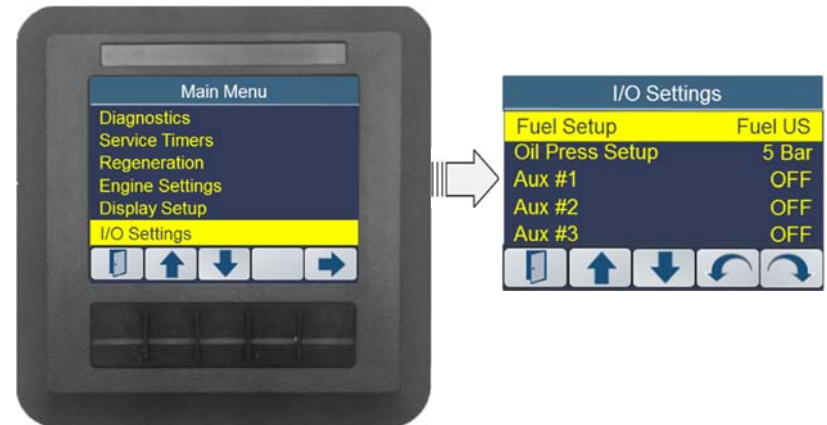 Main Menu
Diagnostics
Service Timers
Regeneration
Engine Settings
Display Setup
I/O Settings
I/O Settings
Fuel Setup Fuel US
Oil Press Setup 5 Bar
Aux #1 OFF
Aux #2 OFF
Aux #3 OFF